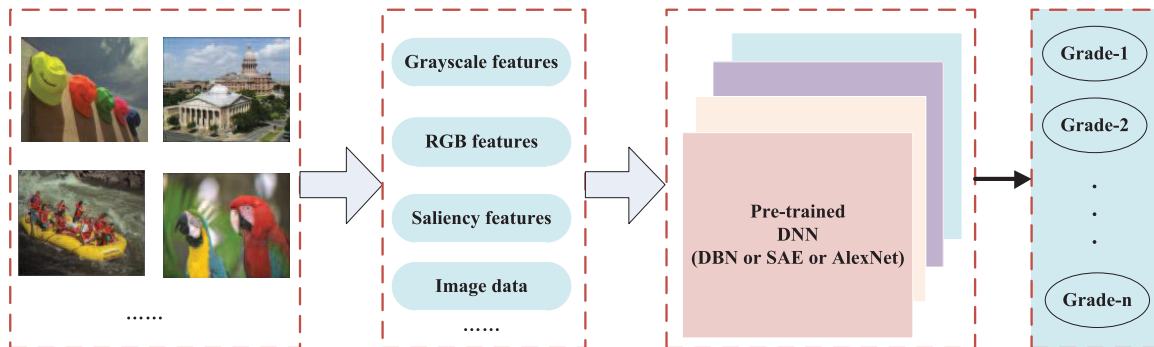 ……
Grayscale features
RGB features
Saliency features
Image data
……
Pre-trained
DNN
(DBN or SAE or AlexNet)
Grade-1
Grade-2
.
.
.
Grade-n